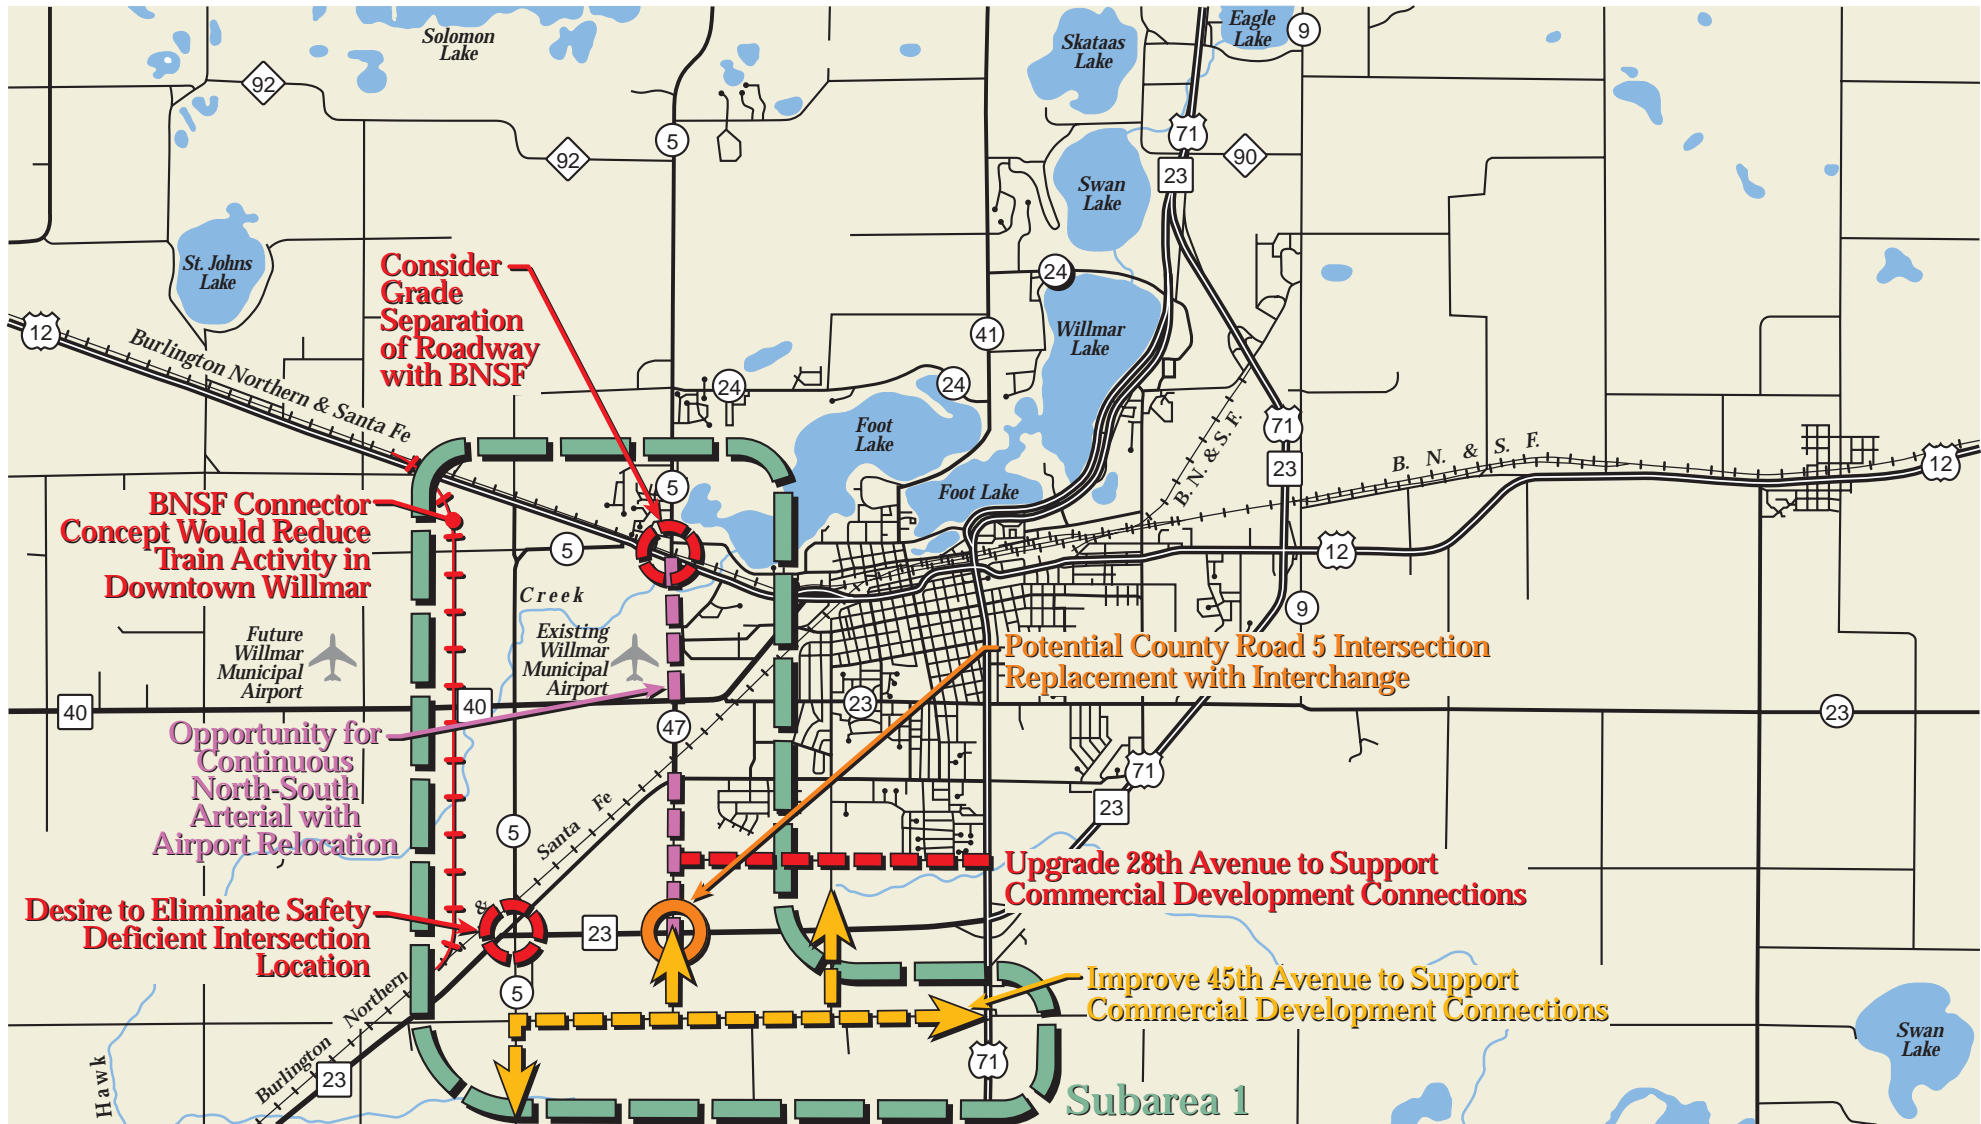 Solomon
Lake
Skataas
Lake
Eagle
Lake
9
92
5
71
92
90
23
Swan
Lake
St. Johns
Lake
24
Consider
Grade
Separation
of Roadway
with BNSF
12
41
Willmar
Lake
Burlington Northern & Santa Fe
24
24
Foot
Lake
71
B. N. & S. F.
23
B. N. & S. F.
12
5
Foot Lake
BNSF Connector
Concept Would Reduce
Train Activity in
Downtown Willmar
5
12
Creek
9
Future
Willmar
Municipal
Airport
Existing
Willmar
Municipal
Airport
Potential County Road 5 Intersection
Replacement with Interchange
40
40
23
23
47
Opportunity for
Continuous
North-South
Arterial with
Airport Relocation
71
23
Santa Fe
5
Upgrade 28th Avenue to Support
Commercial Development Connections
&
Desire to Eliminate Safety
Deficient Intersection
Location
23
5
Improve 45th Avenue to Support
Commercial Development Connections
Burlington Northern
Swan
Lake
71
23
Hawk
Subarea 1